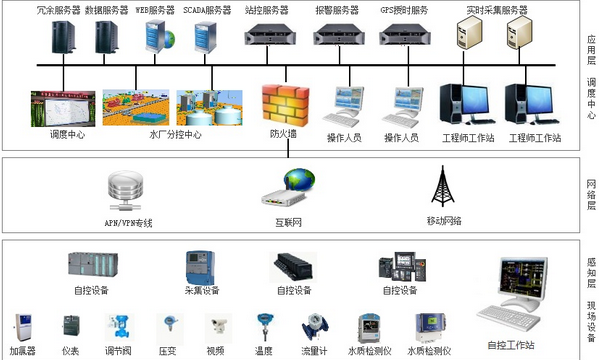 冗余服务器 数据服务器 WEB服务器 SCADA服务器 站控服务器 报警服务器 GPS授时服务 实时采集服务器
应用层 调度中心
调度中心 水厂分控中心 防火墙 操作人员 操作人员 工程师工作站 工程师工作站
网络层
APN/VPN专线 互联网 移动网络
感知层 现场设备
自控设备 采集设备 自控设备 自控设备
自控工作站
加氯器 仪表 调节阀 压变 视频 温度 流量计 水质检测仪 水质检测仪